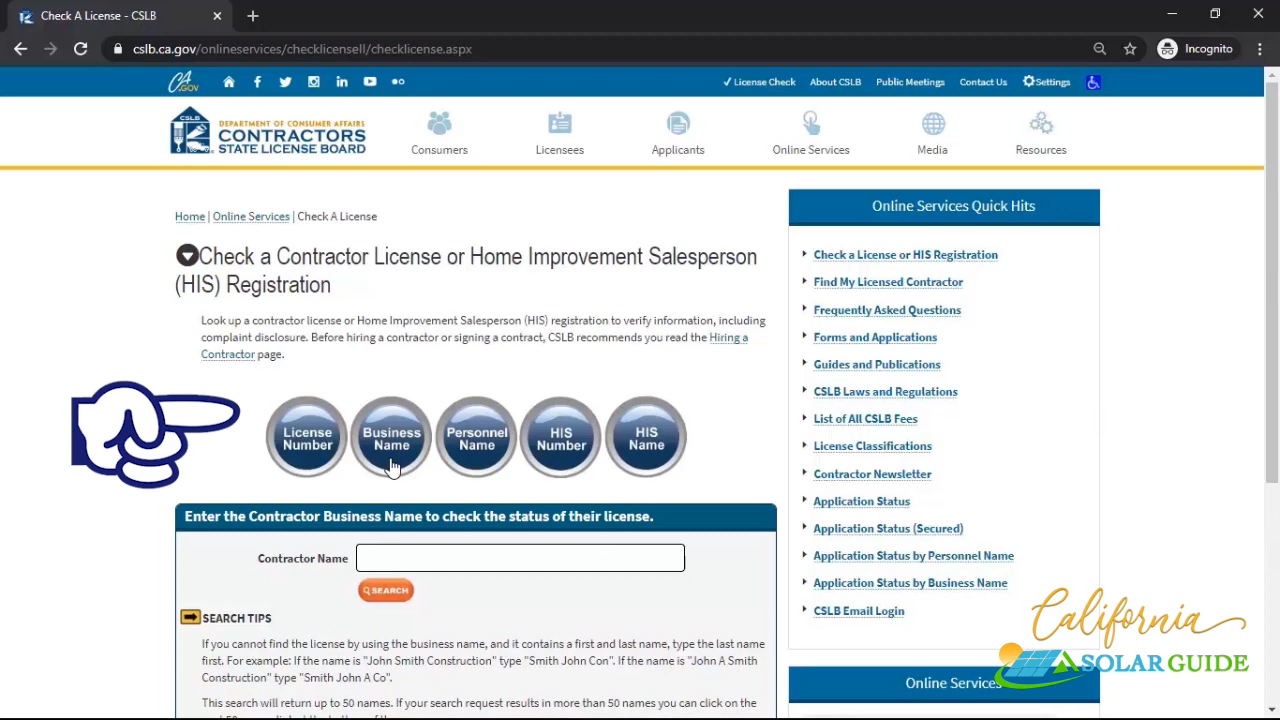 Check A License - CSLB
cslb.ca.gov/onlineservices/checklicensell/checklicense.aspx
Incognito
CA.GOV
License Check
About CSLB
Public Meetings
Contact Us
Settings
CSLB
DEPARTMENT OF CONSUMER AFFAIRS
CONTRACTORS
STATE LICENSE BOARD
Consumers
Licensees
Applicants
Online Services
Media
Resources
Home | Online Services | Check A License
Check a Contractor License or Home Improvement Salesperson
(HIS) Registration
Look up a contractor license or Home Improvement Salesperson (HIS) registration to verify information, including
complaint disclosure. Before hiring a contractor or signing a contract, CSLB recommends you read the Hiring a
Contractor page.
License
Number
Business
Name
Personnel
Name
HIS
Number
HIS
Name
Enter the Contractor Business Name to check the status of their license.
Contractor Name
SEARCH
SEARCH TIPS
If you cannot find the license by using the business name, and it contains a first and last name, type the last name
first. For example: If the name is "John Smith Construction" type "Smith John Con". If the name is "John A Smith
Construction" type "Smith John A Co".
This search will return up to 50 names. If your search request results in more than 50 names you can click on the
Online Services Quick Hits
Check a License or HIS Registration
Find My Licensed Contractor
Frequently Asked Questions
Forms and Applications
Guides and Publications
CSLB Laws and Regulations
List of All CSLB Fees
License Classifications
Contractor Newsletter
Application Status
Application Status (Secured)
Application Status by Personnel Name
Application Status by Business Name
CSLB Email Login
Online Services
California
SOLAR GUIDE